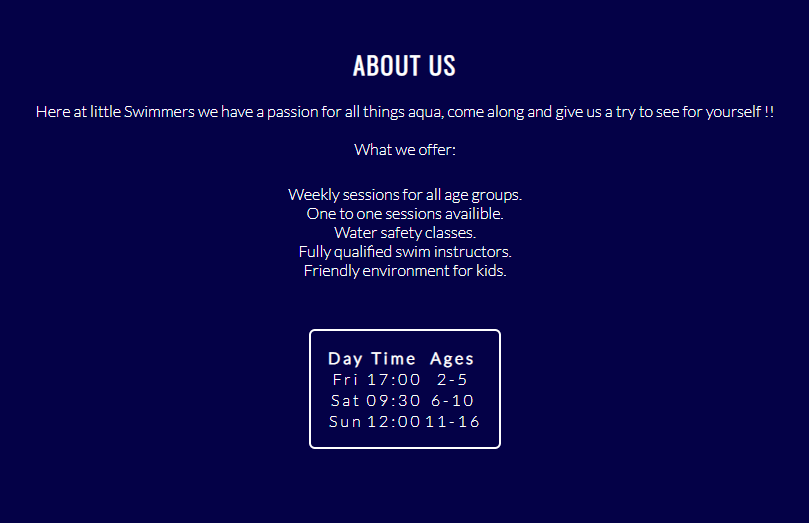 ABOUT US
Here at little Swimmers we have a passion for all things aqua, come along and give us a try to see for yourself !!
What we offer:
Weekly sessions for all age groups.
One to one sessions availible.
Water safety classes.
Fully qualified swim instructors.
Friendly environment for kids.
Day Time Ages
Fri 17:00 2-5
Sat 09:30 6-10
Sun 12:00 11-16